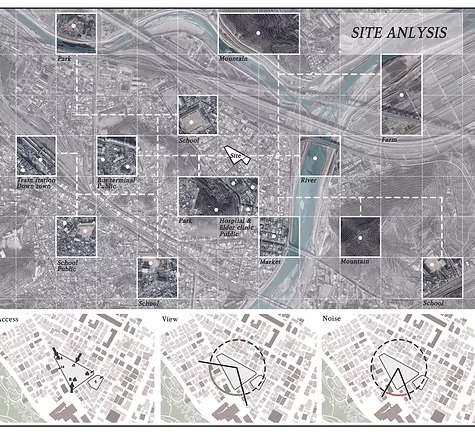 SITE ANLYSIS
Park
Mountain
Farm
School
Site
Train station
Down town
Bus terminal
Public
River
Park
Hospital &
Elder clinic
Public
School
Public
Market
Mountain
School
School
Access
View
Noise